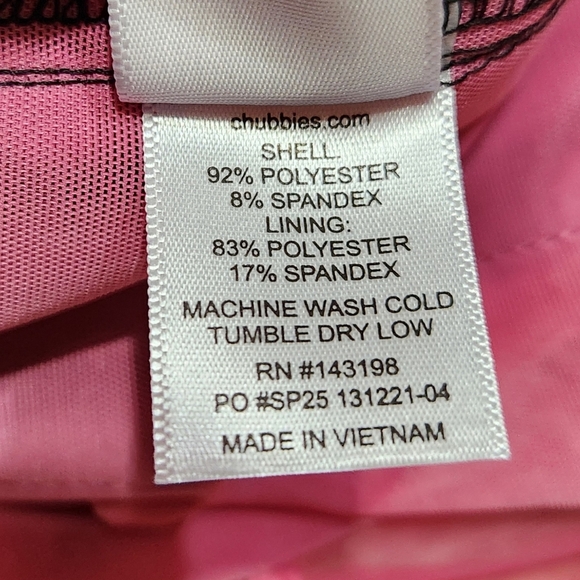 chubbies.com
SHELL:
92% POLYESTER
8% SPANDEX
LINING:
83% POLYESTER
17% SPANDEX
MACHINE WASH COLD
TUMBLE DRY LOW
RN #143198
PO #SP25 131221-04
MADE IN VIETNAM